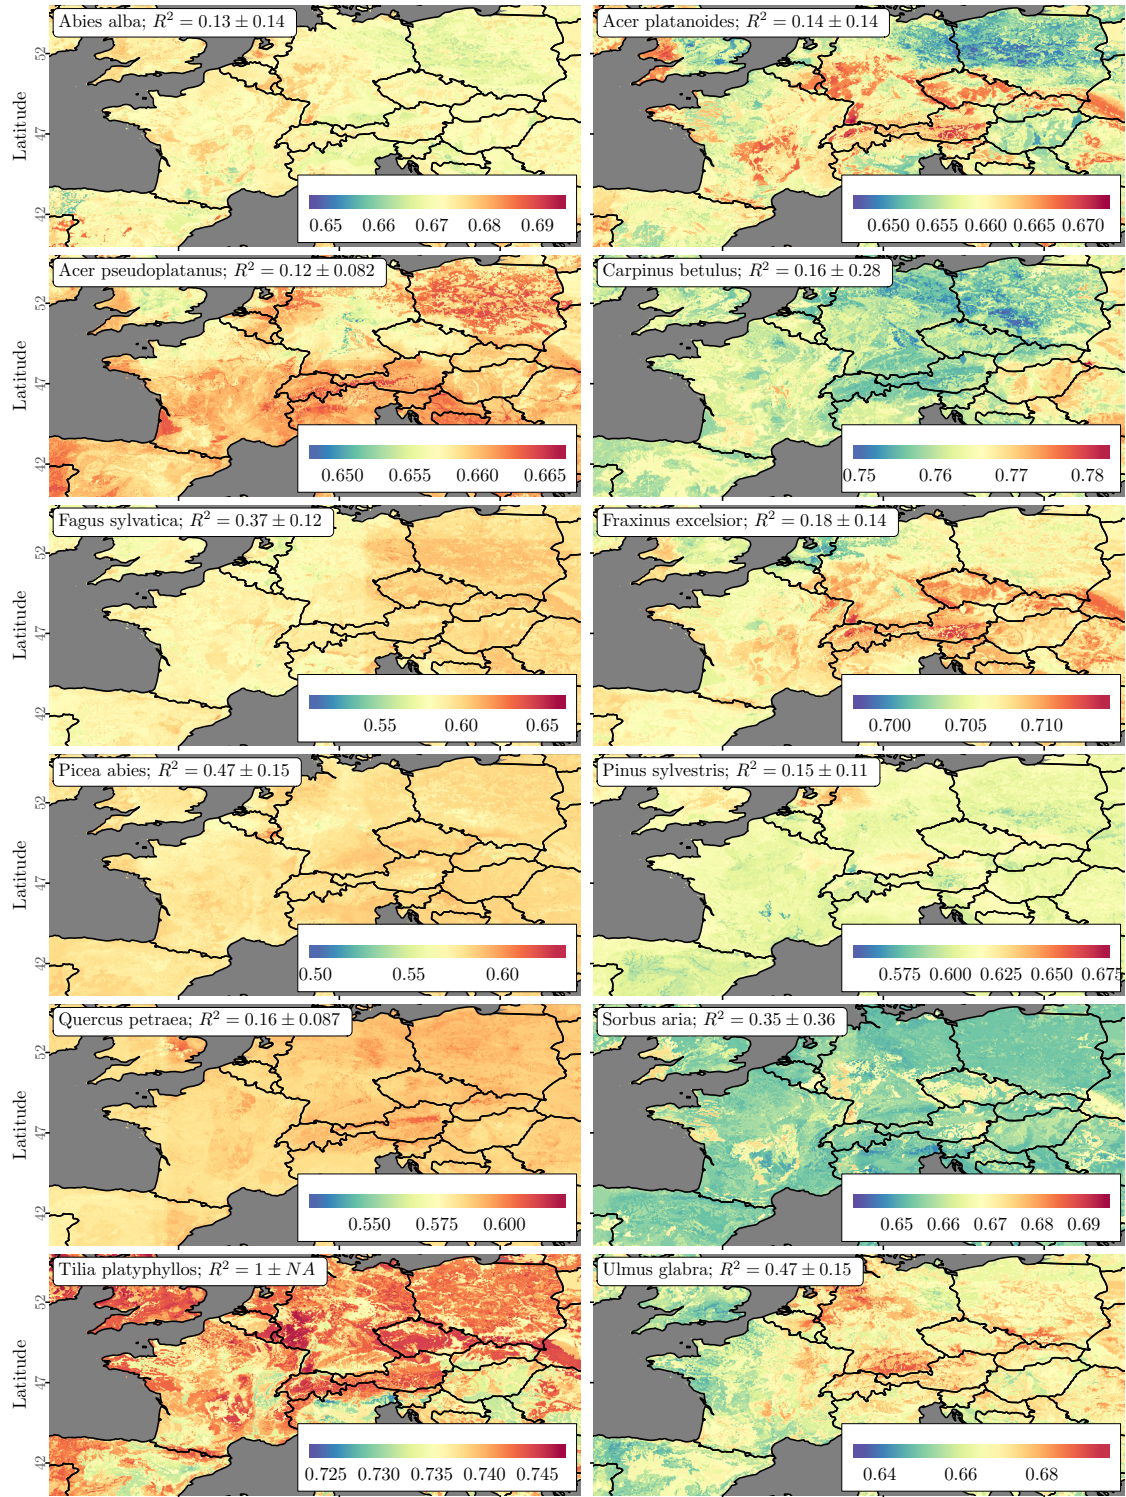 Abies alba; R² = 0.13 ± 0.14
Latitude
52
47
42
0.65 0.66 0.67 0.68 0.69
Acer platanoides; R² = 0.14 ± 0.14
0.650 0.655 0.660 0.665 0.670
Acer pseudoplatanus; R² = 0.12 ± 0.082
Latitude
52
47
42
0.650 0.655 0.660 0.665
Carpinus betulus; R² = 0.16 ± 0.28
0.75 0.76 0.77 0.78
Fagus sylvatica; R² = 0.37 ± 0.12
Latitude
52
47
42
0.55 0.60 0.65
Fraxinus excelsior; R² = 0.18 ± 0.14
0.700 0.705 0.710
Picea abies; R² = 0.47 ± 0.15
Latitude
52
47
42
0.50 0.55 0.60
Pinus sylvestris; R² = 0.15 ± 0.11
0.575 0.600 0.625 0.650 0.675
Quercus petraea; R² = 0.16 ± 0.087
Latitude
52
47
42
0.550 0.575 0.600
Sorbus aria; R² = 0.35 ± 0.36
0.65 0.66 0.67 0.68 0.69
Tilia platyphyllos; R² = 1 ± NA
Latitude
52
47
42
0.725 0.730 0.735 0.740 0.745
Ulmus glabra; R² = 0.47 ± 0.15
0.64 0.66 0.68